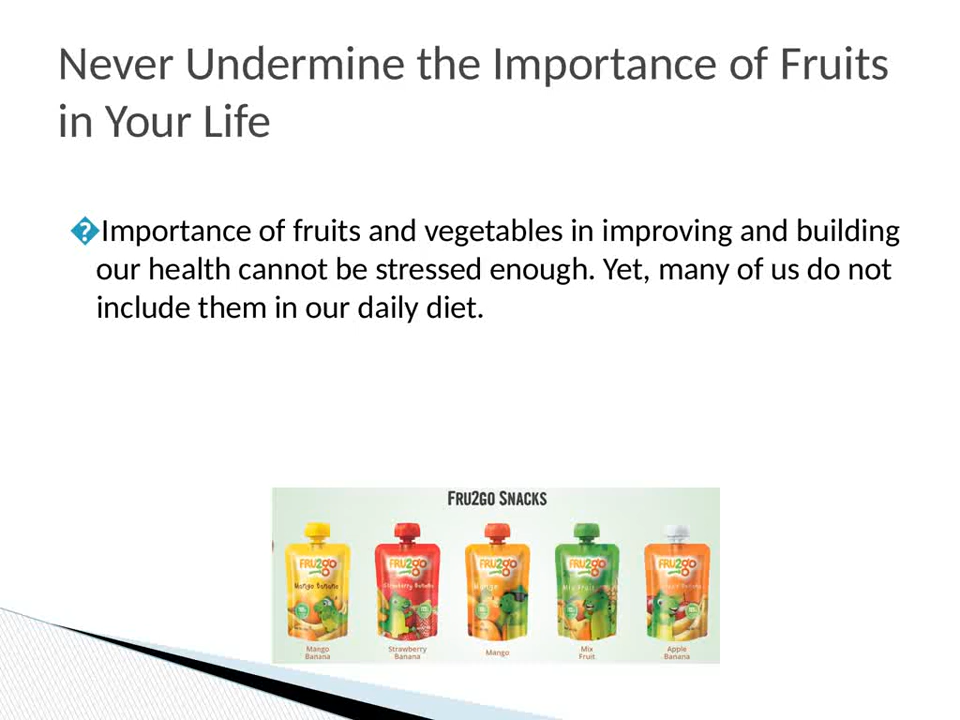 Never Undermine the Importance of Fruits
in Your Life
�Importance of fruits and vegetables in improving and building
our health cannot be stressed enough. Yet, many of us do not
include them in our daily diet.
FRU2GO SNACKS
FRU2go FRU2go FRU2go FRU2go FRU2go
Mango Banana Strawberry Banana Mango Mix Fruit Banana
Mango Strawberry Mango Mix Apple
Banana Banana Fruit Banana